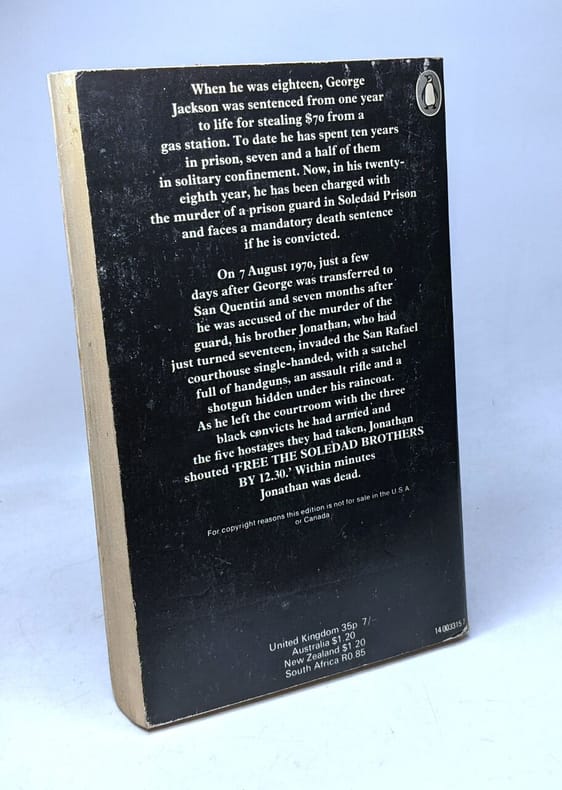 When he was eighteen, George
Jackson was sentenced from one year
to life for stealing $70 from a
gas station. To date he has spent ten years
in prison, seven and a half of them
in solitary confinement. Now, in his twenty-
eighth year, he has been charged with
the murder of a prison guard in Soledad Prison
and faces a mandatory death sentence
if he is convicted.
On 7 August 1970, just a few
days after George was transferred to
San Quentin and seven months after
he was accused of the murder of the
guard, his brother Jonathan, who had
just turned seventeen, invaded the San Rafael
courthouse single-handed, with a satchel
full of handguns, an assault rifle and a
shotgun hidden under his raincoat.
As he left the courtroom with the three
black convicts he had armed and
the five hostages they had taken, Jonathan
shouted 'FREE THE SOLEDAD BROTHERS
BY 12.30.' Within minutes
Jonathan was dead.
For copyright reasons this edition is not for sale in the U.S.A.
or Canada
United Kingdom 35p 7/–
Australia $1.20
New Zealand $1.20
South Africa R0.85
14 003315